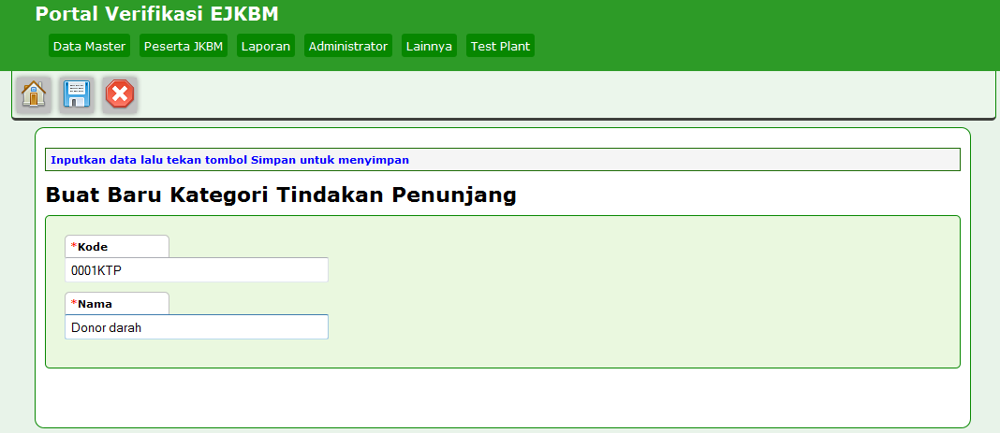 Portal Verifikasi EJKBM
Data Master Peserta JKBM Laporan Administrator Lainnya Test Plant
Inputkan data lalu tekan tombol Simpan untuk menyimpan
Buat Baru Kategori Tindakan Penunjang
*Kode
0001KTP
*Nama
Donor darah